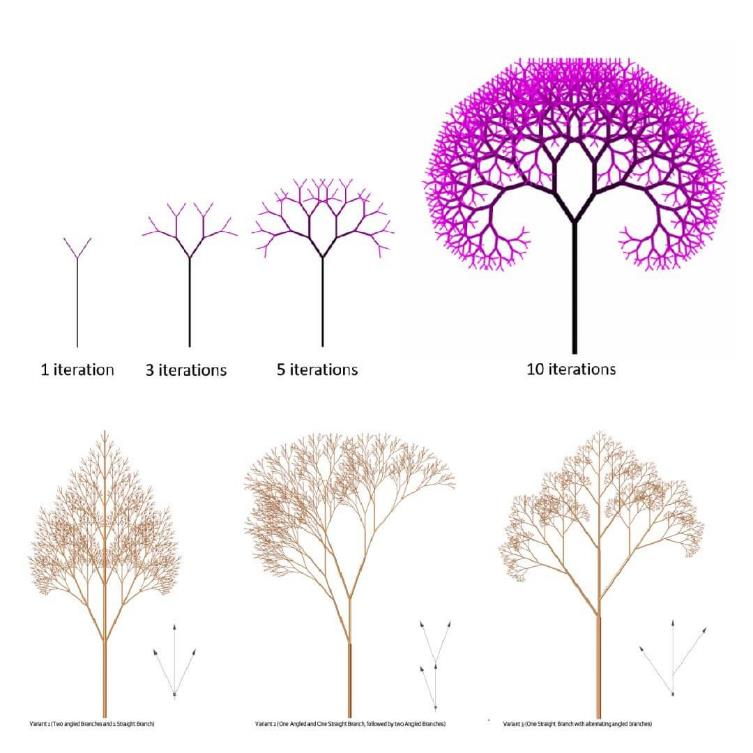 1 iteration
3 iterations
5 iterations
10 iterations
Variant 1 (Two angled Branches and 1 Straight Branch)
Variant 2 (One Angled and One Straight Branch, followed by two Angled Branches)
Variant 3 (One Straight Branch with alternating angled branches)